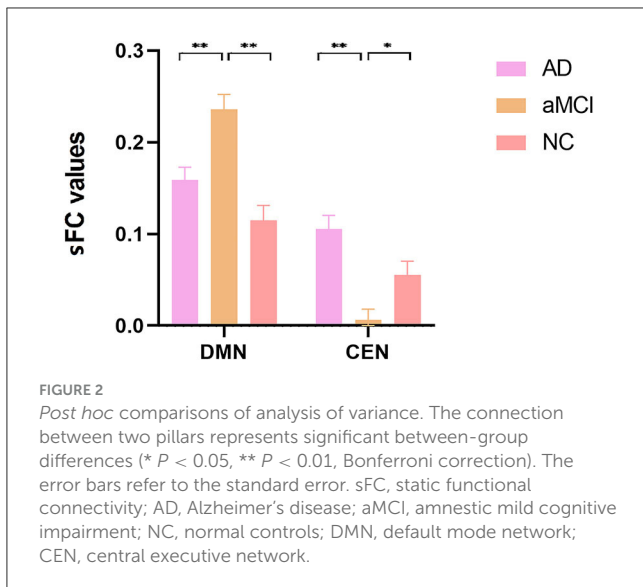 0.3
0.2
0.1
0.0
sFC values
** ** ** *
DMN CEN
AD
aMCI
NC
FIGURE 2
Post hoc comparisons of analysis of variance. The connection
between two pillars represents significant between-group
differences (* P < 0.05, ** P < 0.01, Bonferroni correction). The
error bars refer to the standard error. sFC, static functional
connectivity; AD, Alzheimer’s disease; aMCI, amnestic mild cognitive
impairment; NC, normal controls; DMN, default mode network;
CEN, central executive network.